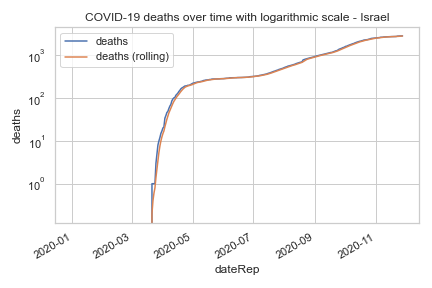 COVID-19 deaths over time with logarithmic scale - Israel
deaths
deaths (rolling)
10³
10²
10¹
10⁰
deaths
2020-01
2020-03
2020-05
2020-07
2020-09
2020-11
dateRep